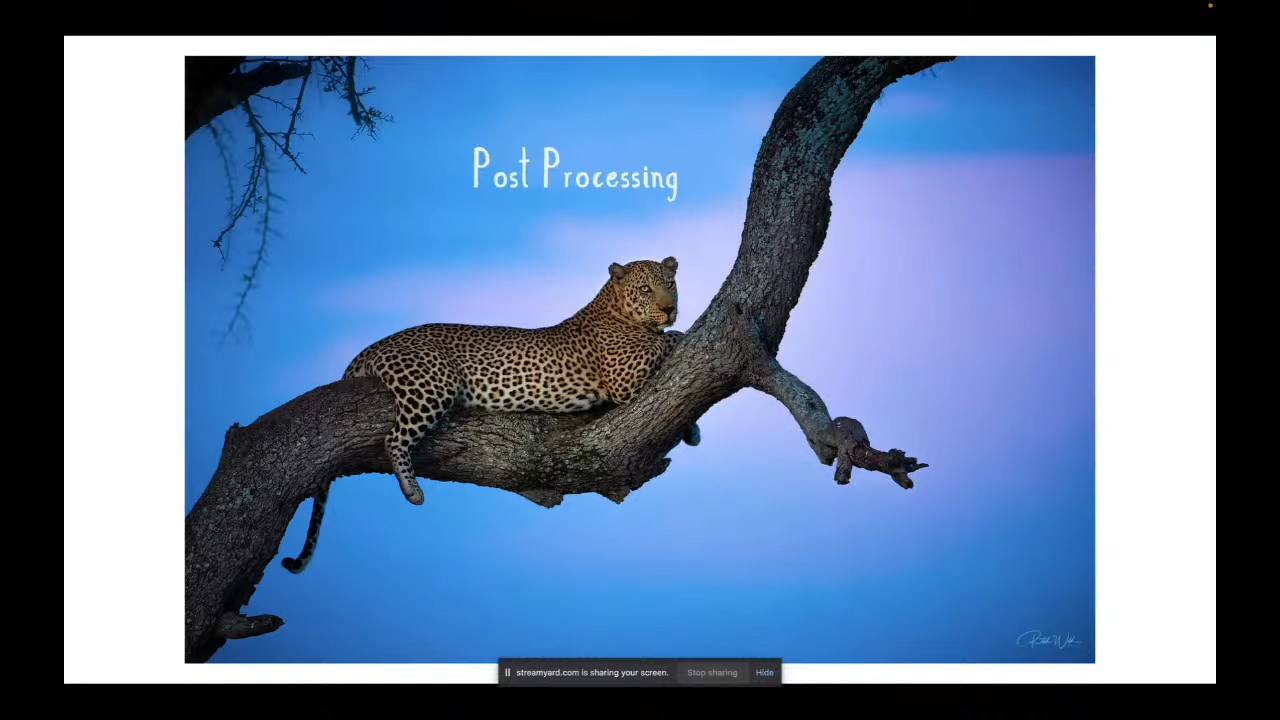 Post Processing
streamyard.com is sharing your screen. Stop sharing Hide